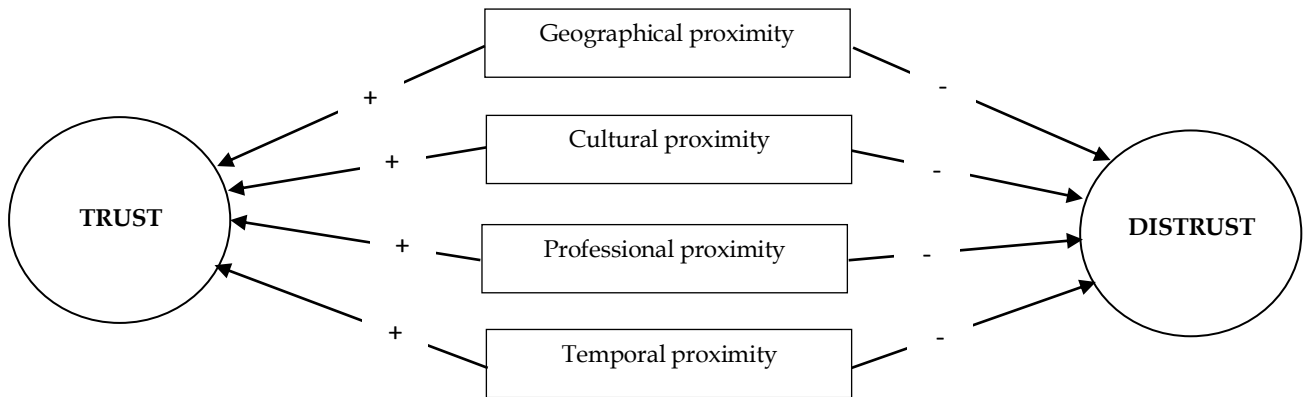 Geographical proximity
+
-
Cultural proximity
+
-
TRUST
DISTRUST
Professional proximity
+
-
Temporal proximity
+
-